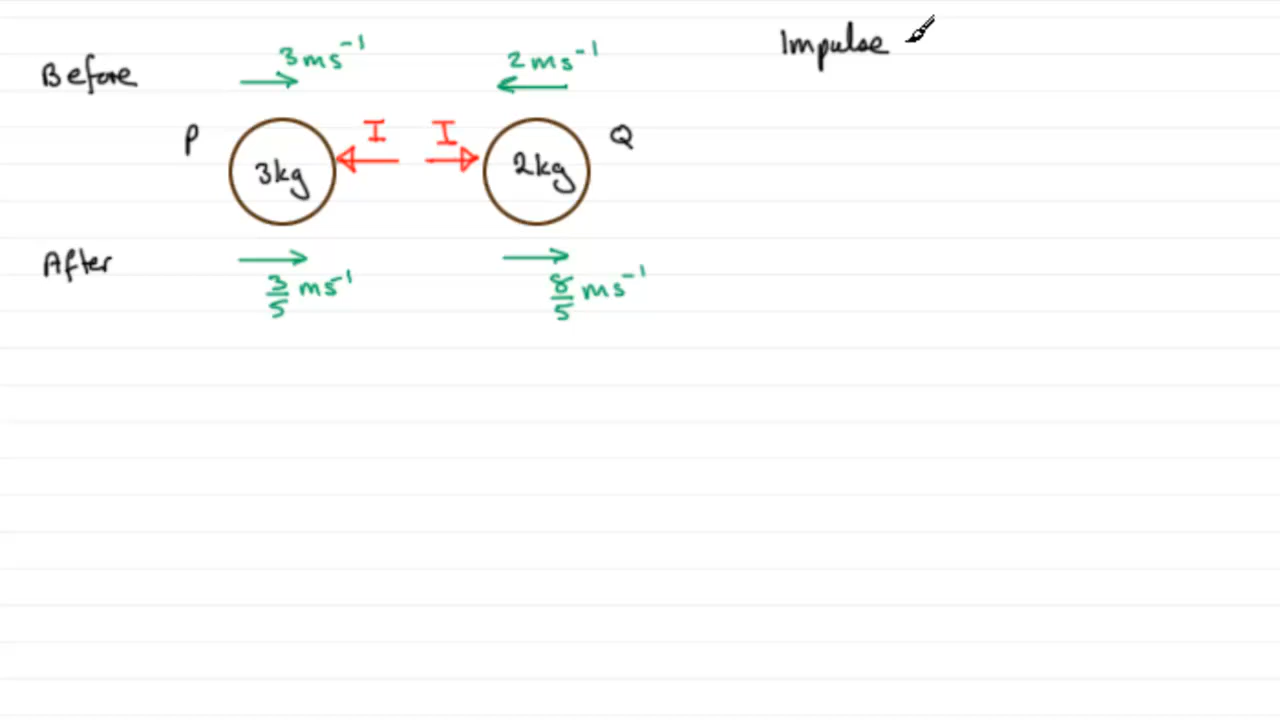 Before 3ms⁻¹ 2ms⁻¹ Impulse
P 3kg I I 2kg Q
After 3/5 ms⁻¹ 8/5 ms⁻¹